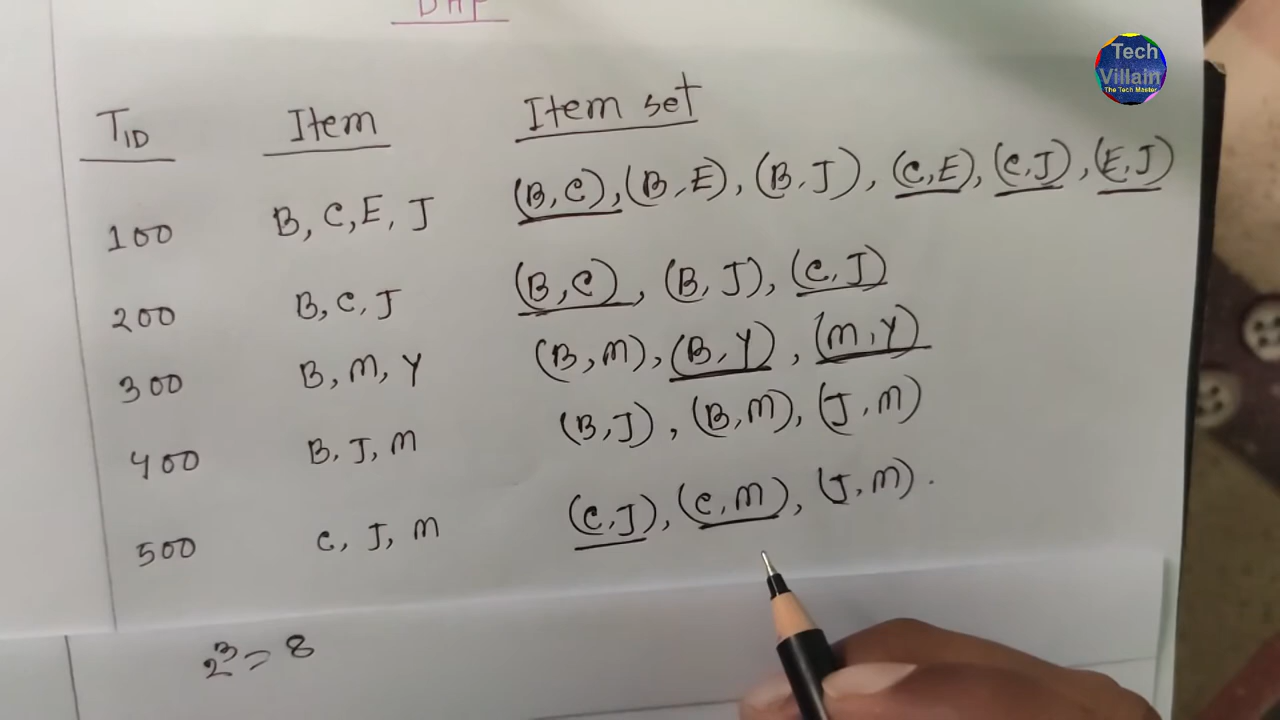 DHP
Tech
Villain
The Tech Master
TID Item Item set
100 B, C, E, J (B, C), (B, E), (B, J), (C, E), (C, J), (E, J)
200 B, C, J (B, C), (B, J), (C, J)
300 B, M, Y (B, M), (B, Y), (M, Y)
400 B, J, M (B, J), (B, M), (J, M)
500 C, J, M (C, J), (C, M), (J, M).
2³ = 8